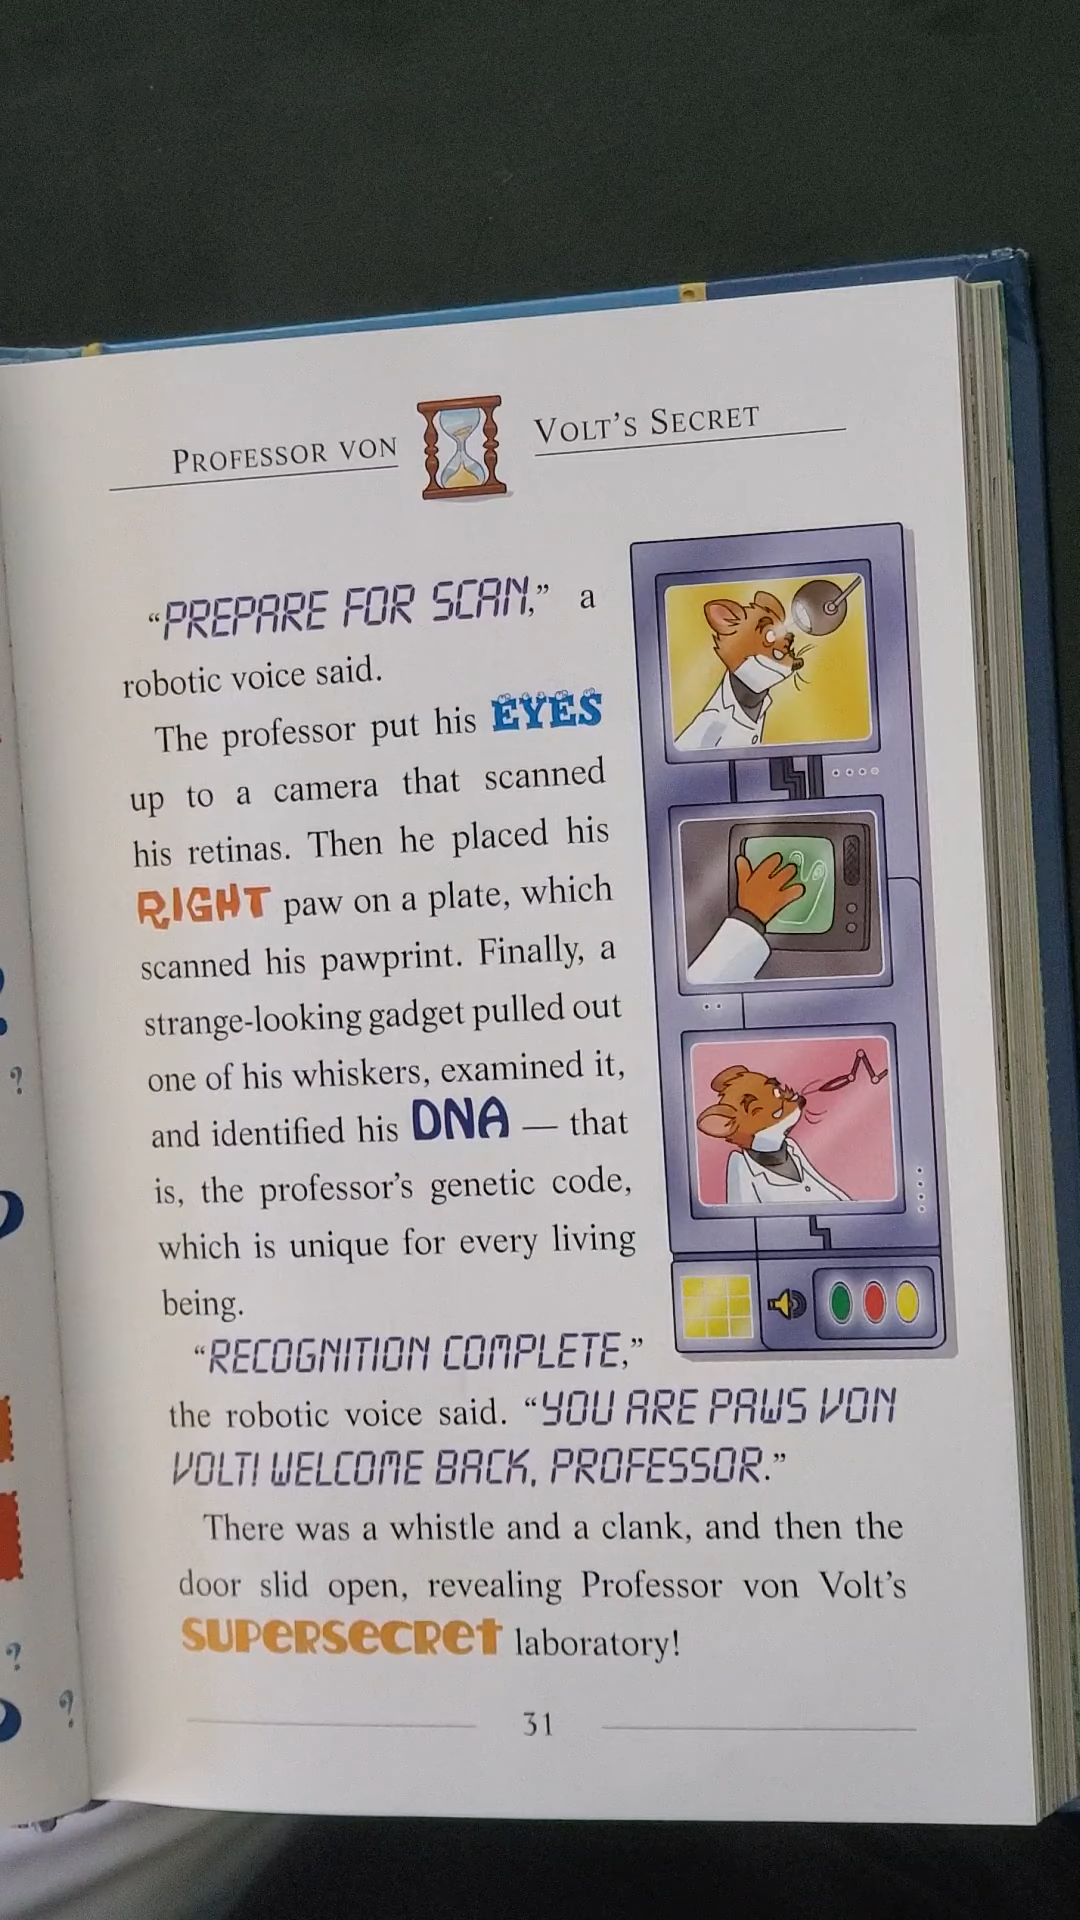 PROFESSOR VON VOLT'S SECRET
“PREPARE FOR SCAN,” a
robotic voice said.
The professor put his EYES
up to a camera that scanned
his retinas. Then he placed his
RIGHT paw on a plate, which
scanned his pawprint. Finally, a
strange-looking gadget pulled out
one of his whiskers, examined it,
and identified his DNA — that
is, the professor's genetic code,
which is unique for every living
being.
“RECOGNITION COMPLETE,”
the robotic voice said. “YOU ARE PAWS VON
VOLT! WELCOME BACK, PROFESSOR.”
There was a whistle and a clank, and then the
door slid open, revealing Professor von Volt's
SUPERSECRET laboratory!
31
?
?
?